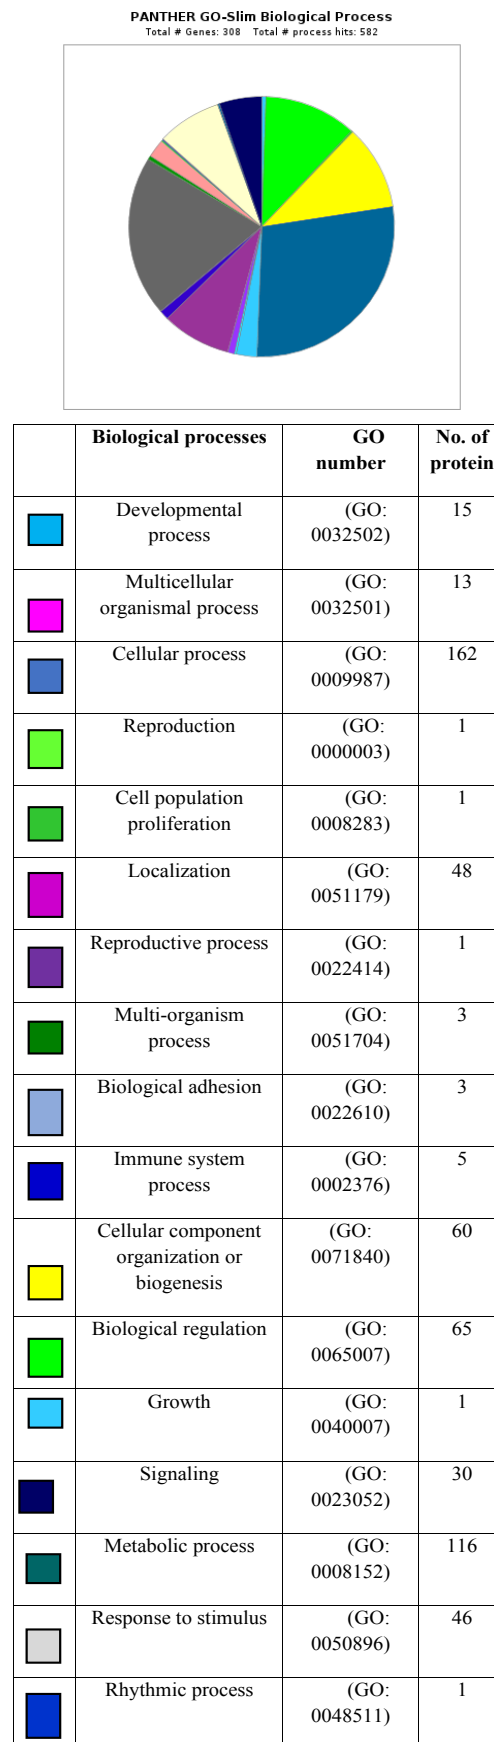 PANTHER GO-Slim Biological Process
Total # Genes: 308 Total # process hits: 582
Biological processes
GO
number
No. of
protein
Developmental
process
(GO:
0032502)
15
Multicellular
organismal process
(GO:
0032501)
13
Cellular process
(GO:
0009987)
162
Reproduction
(GO:
0000003)
1
Cell population
proliferation
(GO:
0008283)
1
Localization
(GO:
0051179)
48
Reproductive process
(GO:
0022414)
1
Multi-organism
process
(GO:
0051704)
3
Biological adhesion
(GO:
0022610)
3
Immune system
process
(GO:
0002376)
5
Cellular component
organization or
biogenesis
(GO:
0071840)
60
Biological regulation
(GO:
0065007)
65
Growth
(GO:
0040007)
1
Signaling
(GO:
0023052)
30
Metabolic process
(GO:
0008152)
116
Response to stimulus
(GO:
0050896)
46
Rhythmic process
(GO:
0048511)
1